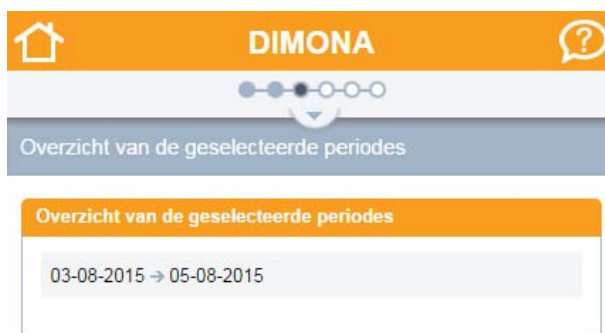 DIMONA
?
Overzicht van de geselecteerde periodes
Overzicht van de geselecteerde periodes
03-08-2015 → 05-08-2015